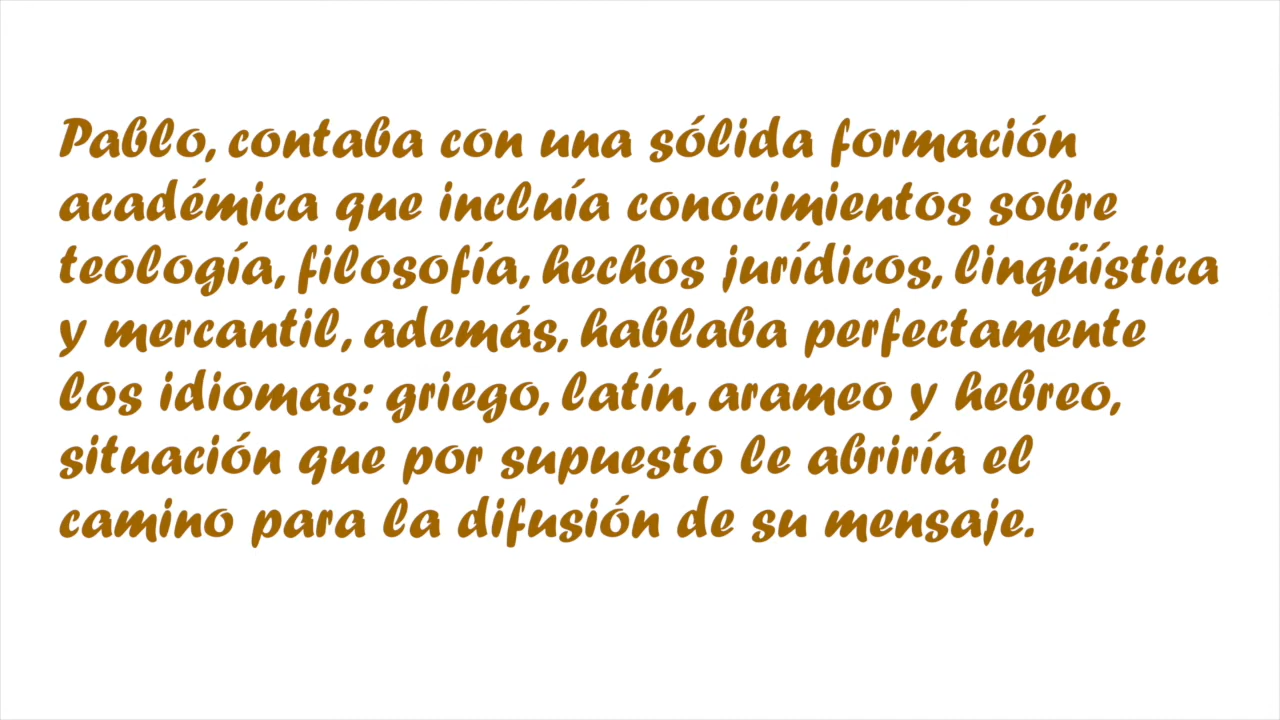 Pablo, contaba con una sólida formación
académica que incluía conocimientos sobre
teología, filosofía, hechos jurídicos, lingüística
y mercantil, además, hablaba perfectamente
los idiomas: griego, latín, arameo y hebreo,
situación que por supuesto le abriría el
camino para la difusión de su mensaje.